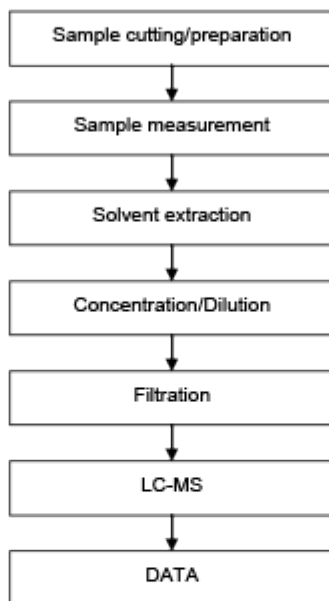 Sample cutting/preparation
Sample measurement
Solvent extraction
Concentration/Dilution
Filtration
LC-MS
DATA